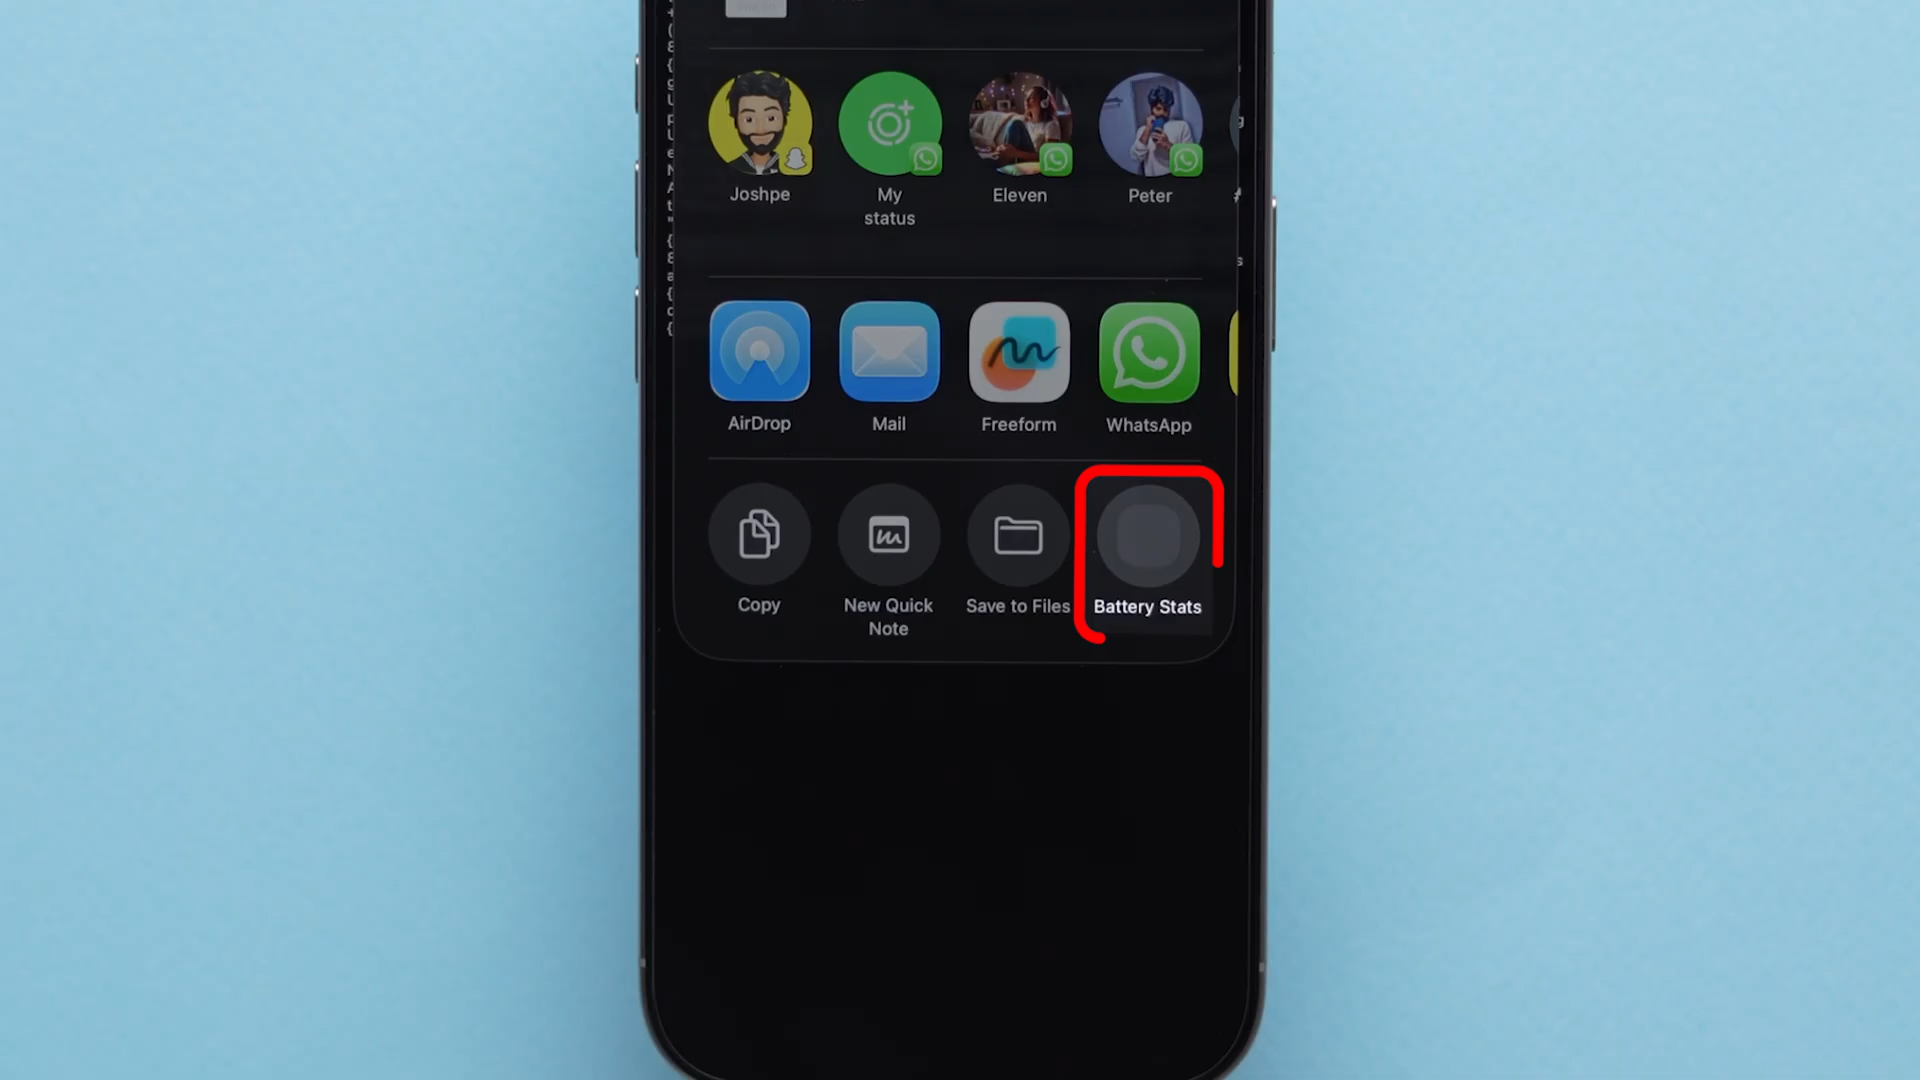 Joshpe
My
status
Eleven
Peter
AirDrop
Mail
Freeform
WhatsApp
Copy
New Quick
Note
Save to Files
Battery Stats